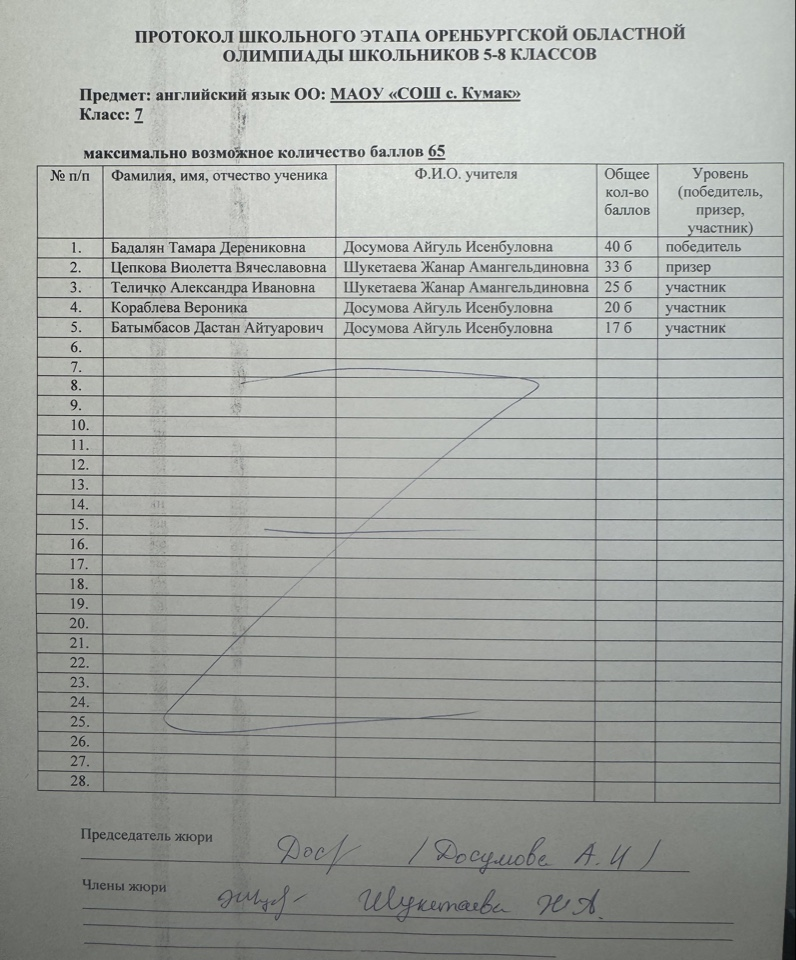 ПРОТОКОЛ ШКОЛЬНОГО ЭТАПА ОРЕНБУРГСКОЙ ОБЛАСТНОЙ
ОЛИМПИАДЫ ШКОЛЬНИКОВ 5-8 КЛАССОВ
Предмет: английский язык ОО: МАОУ «СОШ с. Кумак»
Класс: 7
максимально возможное количество баллов 65
№ п/п Фамилия, имя, отчество ученика Ф.И.О. учителя Общее кол-во баллов Уровень (победитель, призер, участник)
1. Бадалян Тамара Дерениковна Досумова Айгуль Исенбуловна 40 б победитель
2. Цепкова Виолетта Вячеславовна Шукетаева Жанар Амангельдиновна 33 б призер
3. Теличко Александра Ивановна Шукетаева Жанар Амангельдиновна 25 б участник
4. Кораблева Вероника Досумова Айгуль Исенбуловна 20 б участник
5. Батымбасов Дастан Айтуарович Досумова Айгуль Исенбуловна 17 б участник
6.
7.
8.
9.
10.
11.
12.
13.
14.
15.
16.
17.
18.
19.
20.
21.
22.
23.
24.
25.
26.
27.
28.
Председатель жюри / Досумова А. И /
Члены жюри Шукетаева Ж А.